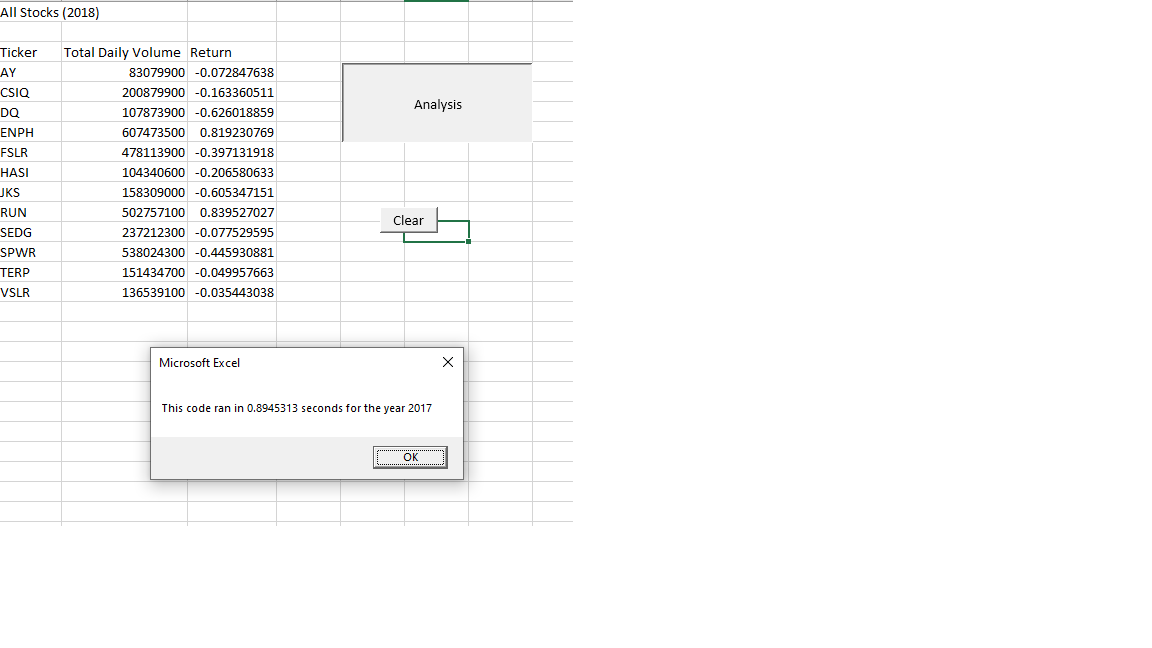 All Stocks (2018)
Ticker Total Daily Volume Return
AY 83079900 -0.072847638
CSIQ 200879900 -0.163360511
DQ 107873900 -0.626018859
ENPH 607473500 0.819230769
FSLR 478113900 -0.397131918
HASI 104340600 -0.206580633
JKS 158309000 -0.605347151
RUN 502757100 0.839527027
SEDG 237212300 -0.077529595
SPWR 538024300 -0.445930881
TERP 151434700 -0.049957663
VSLR 136539100 -0.035443038
Analysis
Clear
Microsoft Excel
This code ran in 0.8945313 seconds for the year 2017
OK